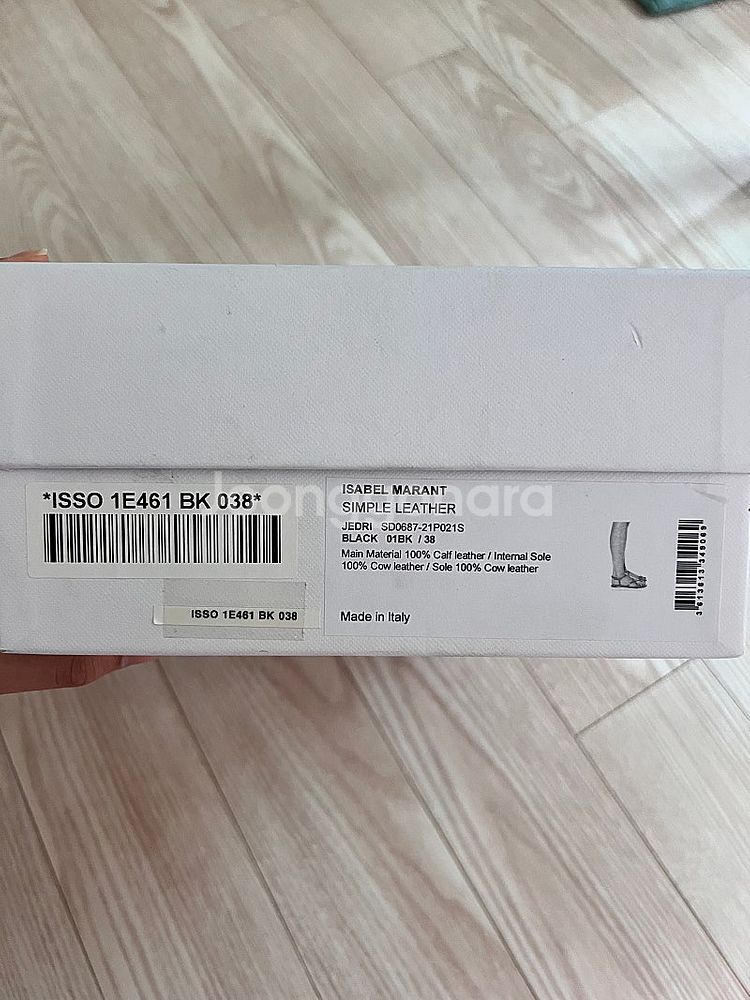 *ISSO 1E461 BK 038*
ISSO 1E461 BK 038
ISABEL MARANT
SIMPLE LEATHER
JEDRI SD0687-21P021S
BLACK 01BK / 38
Main Material 100% Calf leather / Internal Sole
100% Cow leather / Sole 100% Cow leather
Made in Italy